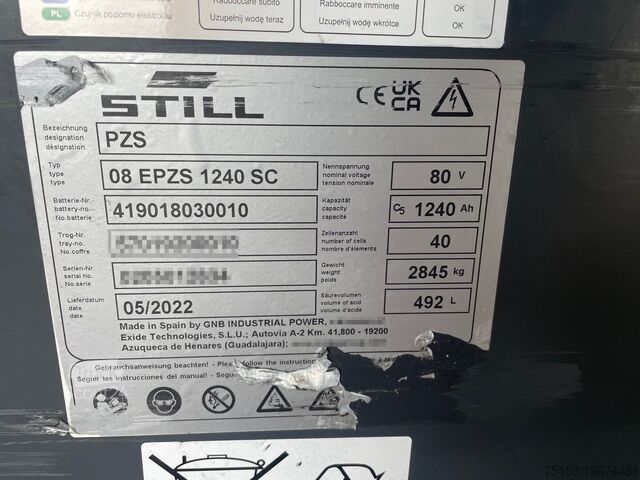 PL Czujnik poziomu elektrolitu
Rabboccare subito
Uzupełnij wodę teraz
Rabboccare imminente
Uzupełnij wodę wkrótce
OK
OK
STILL
CE UK CA
Bezeichnung
designation
désignation
PZS
Typ
type
type
08 EPZS 1240 SC
Nennspannung
nominal voltage
tension nominale
80 V
Batterie-Nr.
battery-no.
No.batterie
419018030010
Kapazität
capacity
capacité
C5 1240 Ah
Trog-Nr.
tray-no.
No.coffre
Zellenanzahl
number of cells
nombre d'éléments
40
Serien-Nr.
serial no.
No.série
Gewicht
weight
poids
2845 kg
Lieferdatum
date
date
05/2022
Säurevolumen
volume of acid
volume d'acide
492 L
Made in Spain by GNB INDUSTRIAL POWER,
Exide Technologies, S.L.U.; Autovia A-2 Km. 41,800 - 19200
Azuqueca de Henares (Guadalajara);
Gebrauchsanweisung beachten! - Please follow the instruction
Seguir las instrucciones del manual! -
75153-19674481